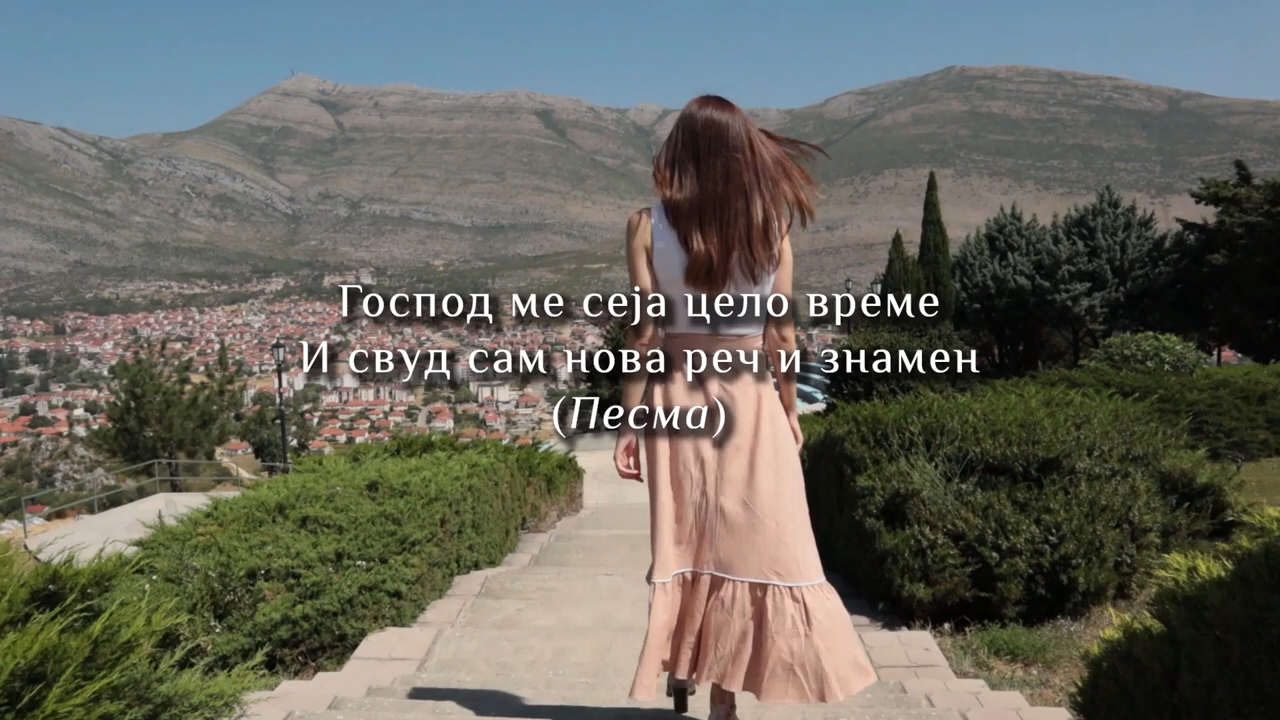 Господ ме сеја цело време
И свуд сам нова реч и знамен
(Песма)